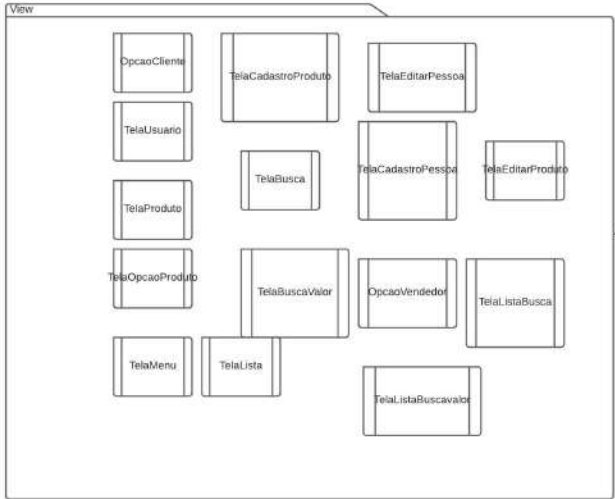 View
OpcaoCliente
TelaCadastroProduto
TelaEditarPessoa
TelaUsuario
TelaBusca
TelaCadastroPessoa
TelaEditarProduto
TelaProduto
TelaOpcaoProduto
TelaBuscaValor
OpcaoVendedor
TelaListaBusca
TelaMenu
TelaLista
TelaListaBuscavalor